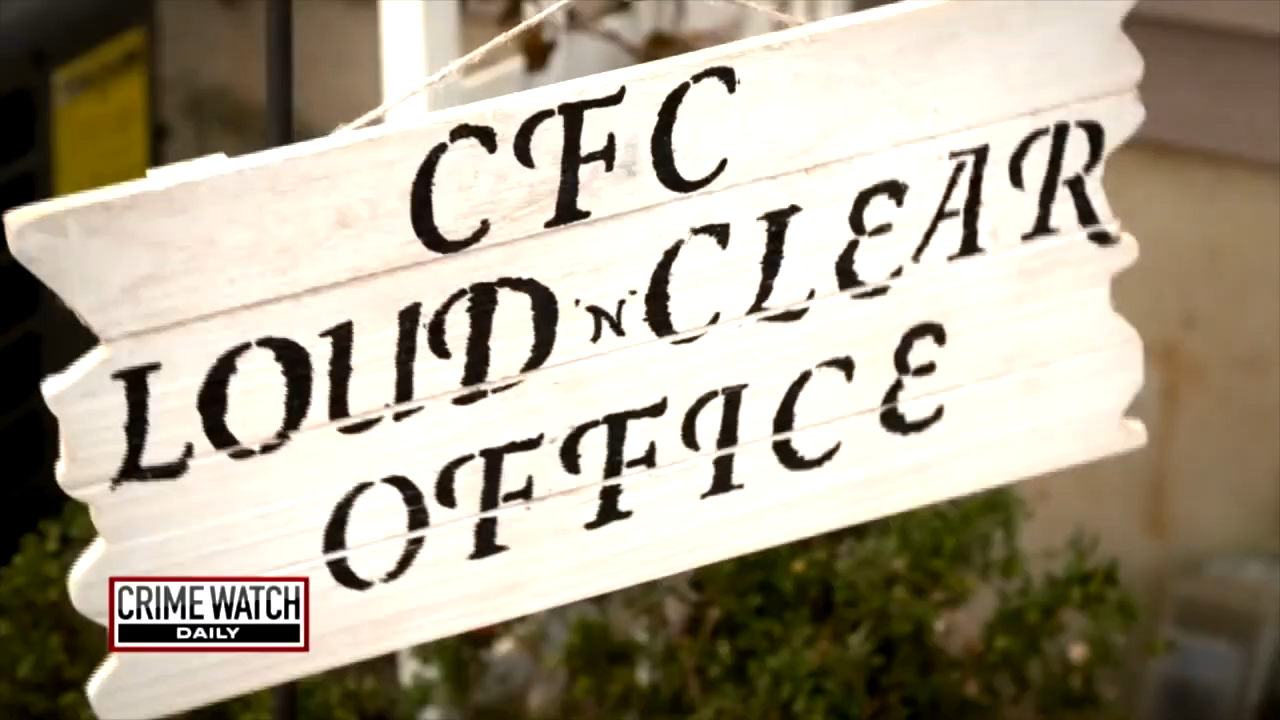 CFC
LOUD 'N' CLEAR
OFFICE
CRIME WATCH
DAILY